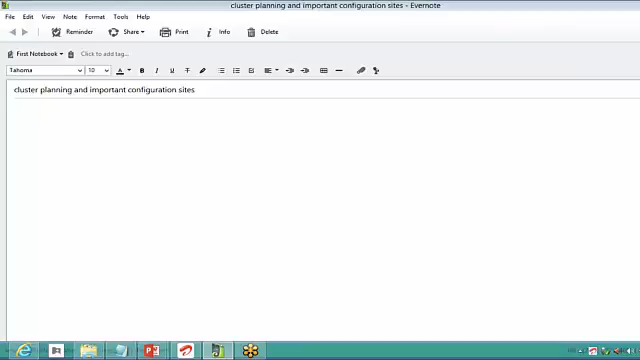 cluster planning and important configuration sites - Evernote
File Edit View Note Format Tools Help
Reminder Share Print Info Delete
First Notebook Click to add tag...
Tahoma 10 A B I U T
cluster planning and important configuration sites